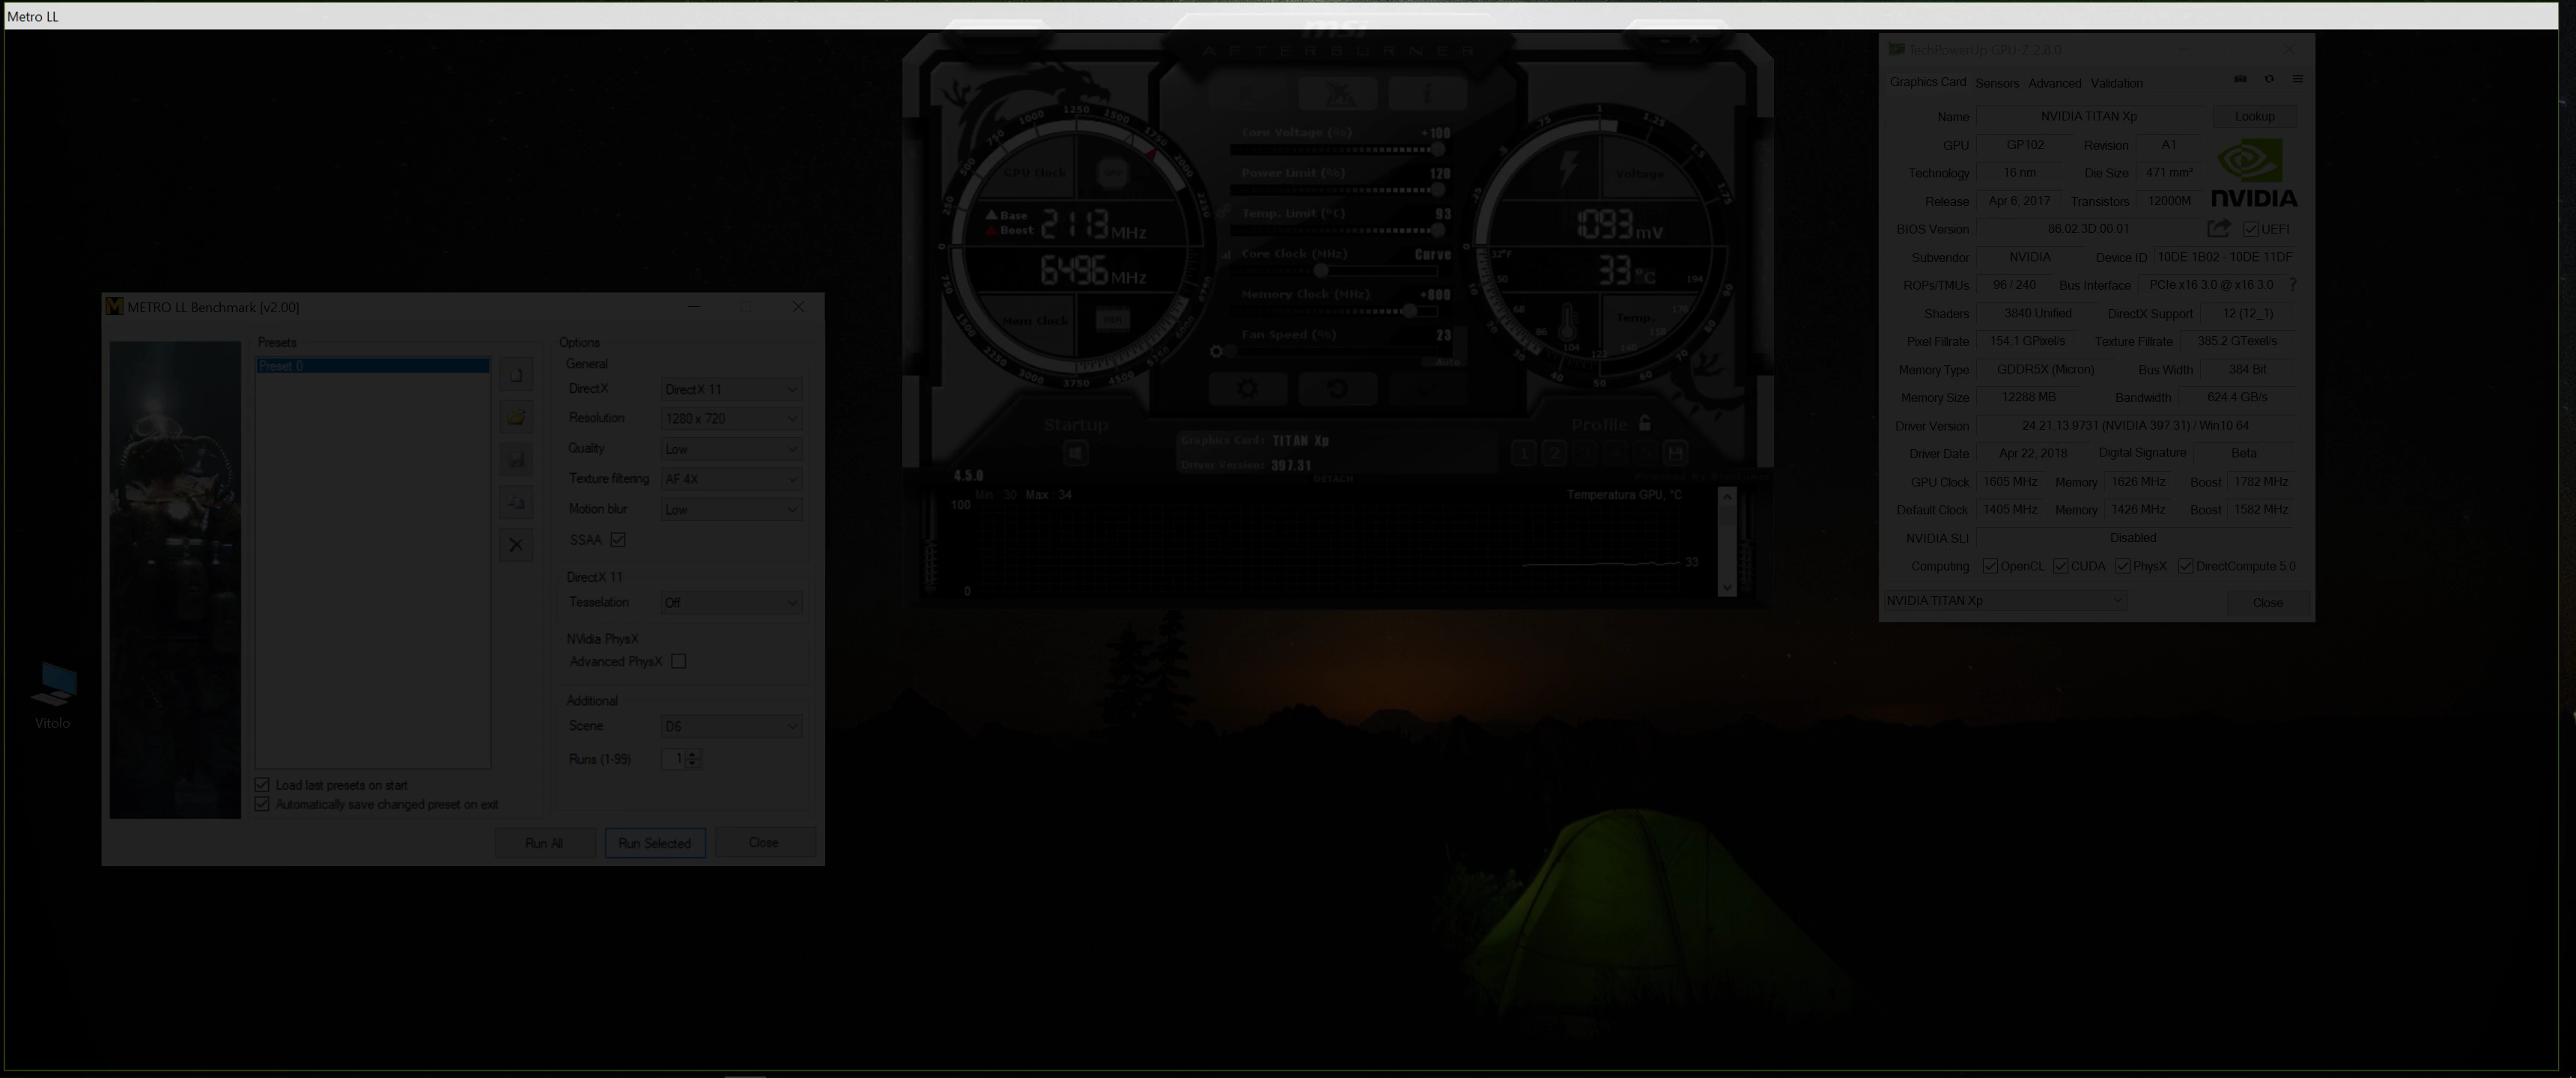 Metro LL
METRO LL Benchmark [v2.00]
Presets
Preset 0
Load last presets on start
Automatically save changed preset on exit
Options
General
DirectX DirectX 11
Resolution 1280 x 720
Quality Low
Texture filtering AF 4X
Motion blur Low
SSAA
DirectX 11
Tesselation Off
NVidia PhysX
Advanced PhysX
Additional
Scene D6
Runs (1-99) 1
Run All Run Selected Close
Vitolo
msi
AFTERBURNER
GPU Clock
Base
Boost
2113 MHz
6496 MHz
Mem Clock
Core Voltage (%) +100
Power Limit (%) 120
Temp. Limit (°C) 93
Core Clock (MHz) Curve
Memory Clock (MHz) +800
Fan Speed (%) 23
Auto
Voltage
1093 mV
33 °C
Temp.
Startup
Graphics Card: TITAN Xp
Driver Version: 397.31
DETACH
Profile
1 2
4.5.0
Min : 30 Max : 34
Temperatura GPU, °C
100
33
0
TechPowerUp GPU-Z 2.8.0
Graphics Card Sensors Advanced Validation
Name NVIDIA TITAN Xp Lookup
GPU GP102 Revision A1
Technology 16 nm Die Size 471 mm²
NVIDIA
Release Apr 6, 2017 Transistors 12000M
BIOS Version 86.02.3D.00.01 UEFI
Subvendor NVIDIA Device ID 10DE 1B02 - 10DE 11DF
ROPs/TMUs 96 / 240 Bus Interface PCIe x16 3.0 @ x16 3.0 ?
Shaders 3840 Unified DirectX Support 12 (12_1)
Pixel Fillrate 154.1 GPixel/s Texture Fillrate 385.2 GTexel/s
Memory Type GDDR5X (Micron) Bus Width 384 Bit
Memory Size 12288 MB Bandwidth 624.4 GB/s
Driver Version 24.21.13.9731 (NVIDIA 397.31) / Win10 64
Driver Date Apr 22, 2018 Digital Signature Beta
GPU Clock 1605 MHz Memory 1626 MHz Boost 1782 MHz
Default Clock 1405 MHz Memory 1426 MHz Boost 1582 MHz
NVIDIA SLI Disabled
Computing OpenCL CUDA PhysX DirectCompute 5.0
NVIDIA TITAN Xp Close